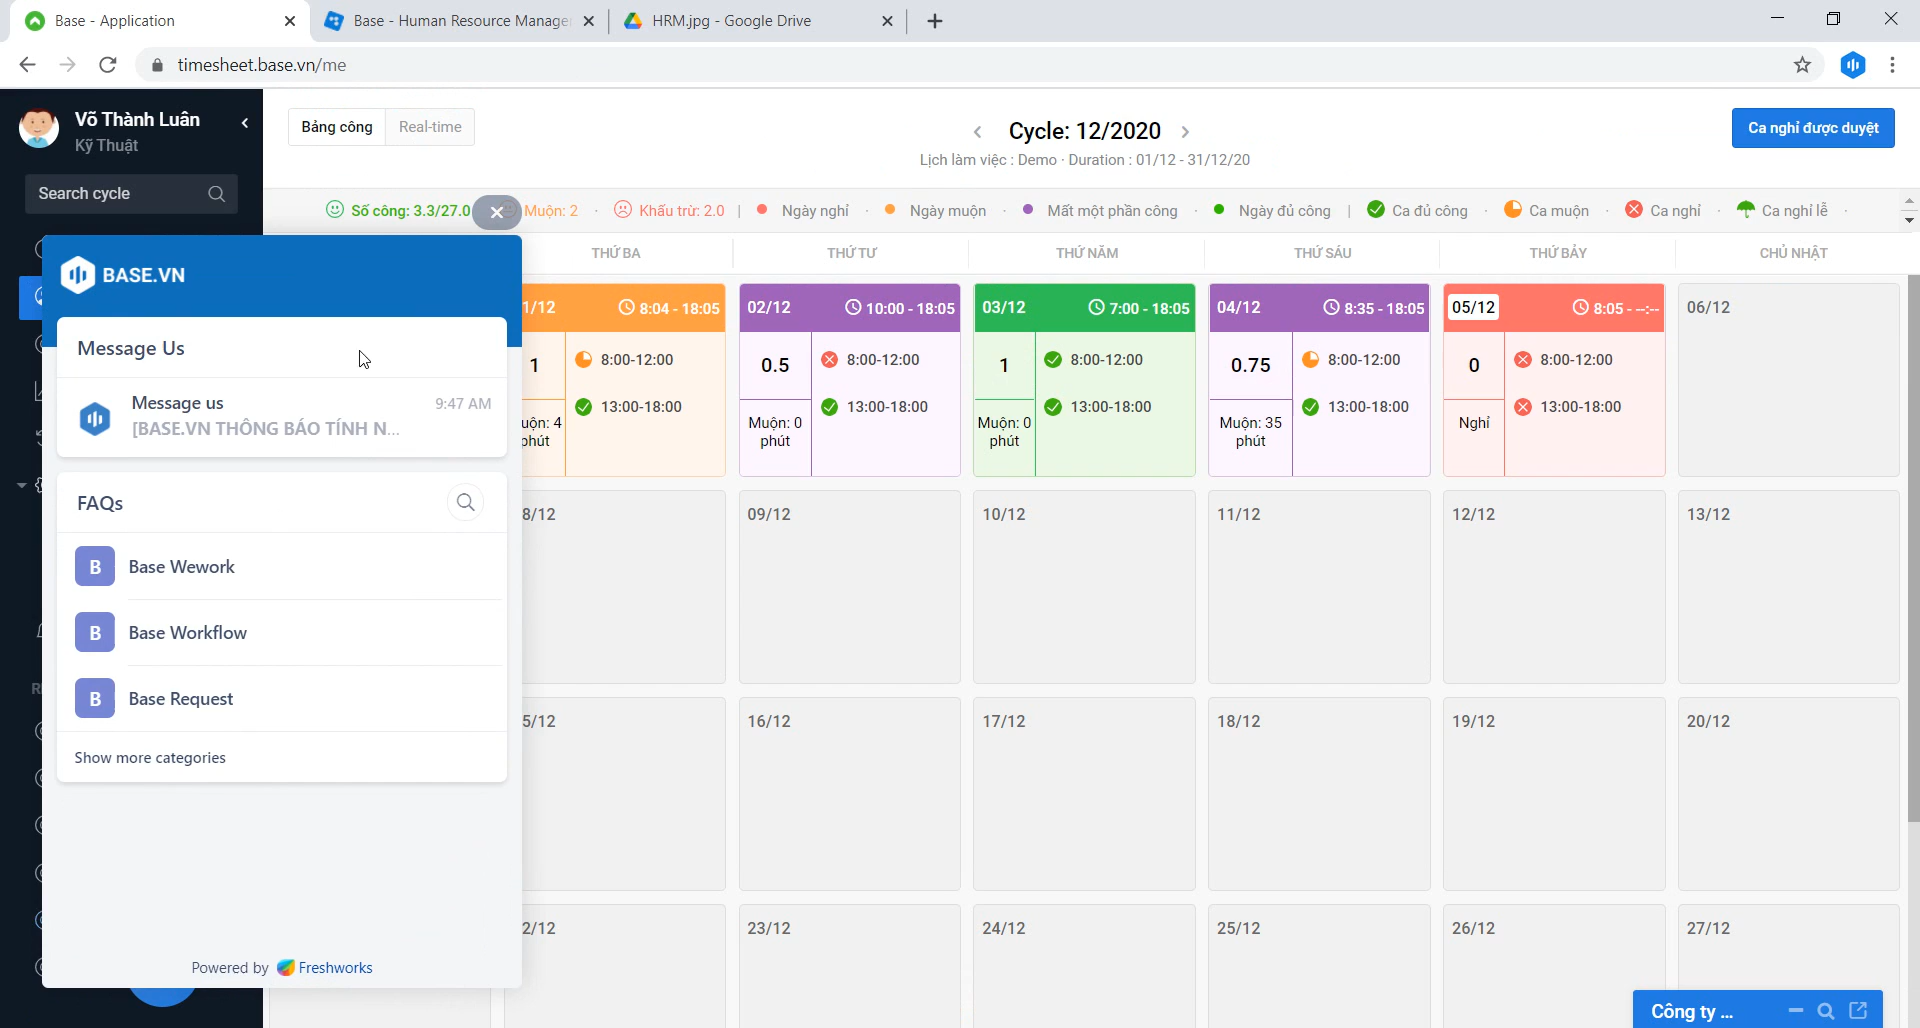 Base - Application
Base - Human Resource Manage
HRM.jpg - Google Drive
timesheet.base.vn/me
Võ Thành Luân
Kỹ Thuật
Search cycle
Bảng công
Real-time
Cycle: 12/2020
Lịch làm việc : Demo · Duration : 01/12 - 31/12/20
Ca nghỉ được duyệt
Số công: 3.3/27.0
Muộn: 2
Khấu trừ: 2.0
Ngày nghỉ
Ngày muộn
Mất một phần công
Ngày đủ công
Ca đủ công
Ca muộn
Ca nghỉ
Ca nghỉ lễ
THỨ BA
THỨ TƯ
THỨ NĂM
THỨ SÁU
THỨ BẢY
CHỦ NHẬT
BASE.VN
Message Us
Message us
9:47 AM
[BASE.VN THÔNG BÁO TÍNH N...
FAQs
B Base Wework
B Base Workflow
B Base Request
Show more categories
Powered by Freshworks
1/12
8:04 - 18:05
1
8:00-12:00
13:00-18:00
uộn: 4
phút
02/12
10:00 - 18:05
0.5
8:00-12:00
13:00-18:00
Muộn: 0
phút
03/12
7:00 - 18:05
1
8:00-12:00
13:00-18:00
Muộn: 0
phút
04/12
8:35 - 18:05
0.75
8:00-12:00
13:00-18:00
Muộn: 35
phút
05/12
8:05 - --:--
0
8:00-12:00
13:00-18:00
Nghỉ
06/12
8/12
09/12
10/12
11/12
12/12
13/12
5/12
16/12
17/12
18/12
19/12
20/12
2/12
23/12
24/12
25/12
26/12
27/12
Công ty ...